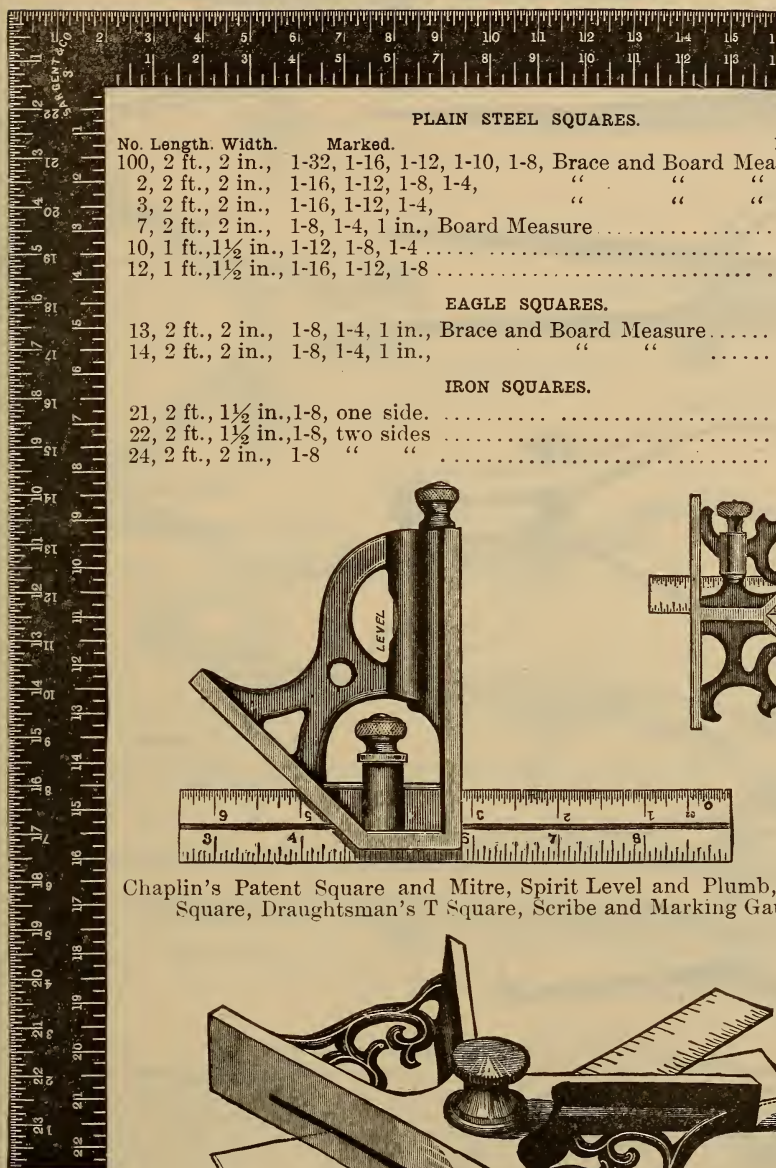 SARGENT & CO
PLAIN STEEL SQUARES.
No. Length. Width. Marked.
100, 2 ft., 2 in., 1-32, 1-16, 1-12, 1-10, 1-8, Brace and Board Mea
2, 2 ft., 2 in., 1-16, 1-12, 1-8, 1-4, “ “ “
3, 2 ft., 2 in., 1-16, 1-12, 1-4, “ “ “
7, 2 ft., 2 in., 1-8, 1-4, 1 in., Board Measure
10, 1 ft., 1½ in., 1-12, 1-8, 1-4
12, 1 ft., 1½ in., 1-16, 1-12, 1-8
EAGLE SQUARES.
13, 2 ft., 2 in., 1-8, 1-4, 1 in., Brace and Board Measure
14, 2 ft., 2 in., 1-8, 1-4, 1 in., “ “
IRON SQUARES.
21, 2 ft., 1½ in., 1-8, one side.
22, 2 ft., 1½ in., 1-8, two sides
24, 2 ft., 2 in., 1-8 “ “
LEVEL
Chaplin's Patent Square and Mitre, Spirit Level and Plumb,
Square, Draughtsman's T Square, Scribe and Marking Gau